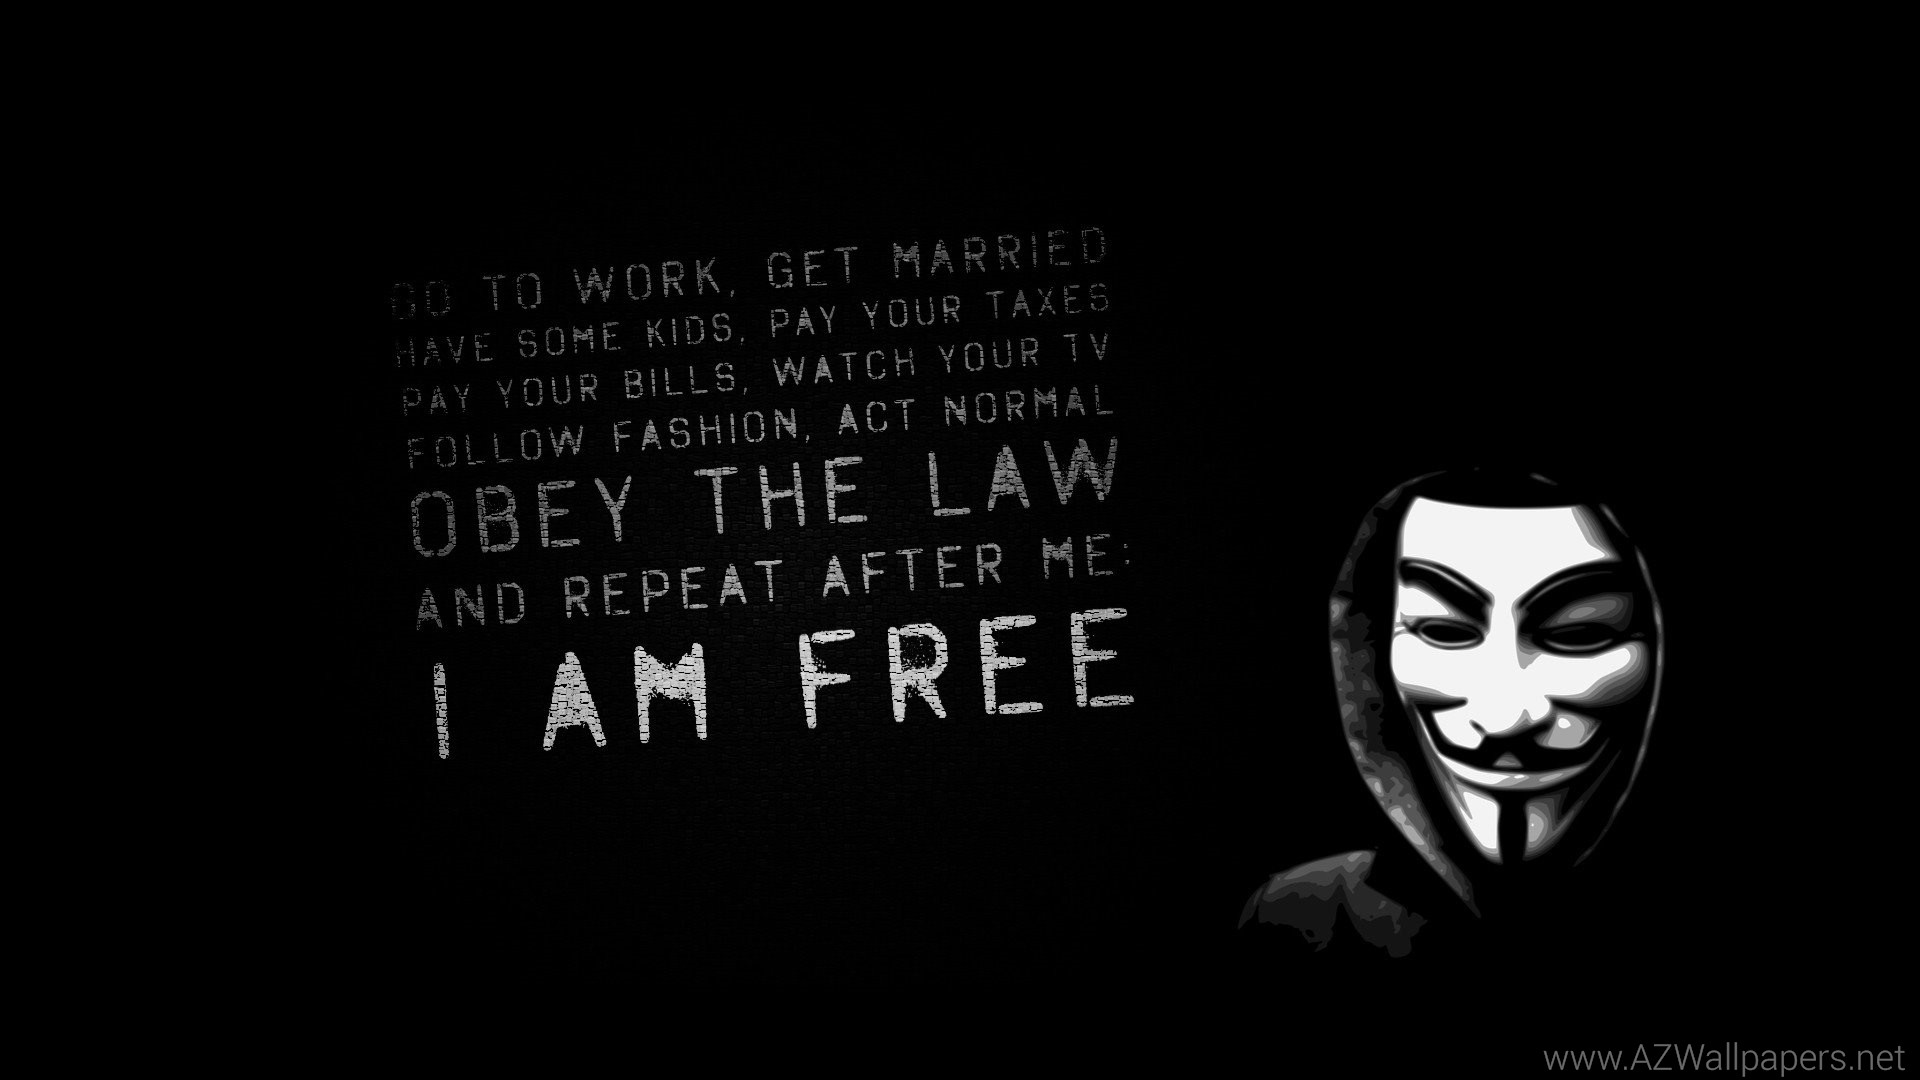 GO TO WORK, GET MARRIED
HAVE SOME KIDS, PAY YOUR TAXES
PAY YOUR BILLS, WATCH YOUR TV
FOLLOW FASHION, ACT NORMAL
OBEY THE LAW
AND REPEAT AFTER ME:
I AM FREE
www.AZWallpapers.net